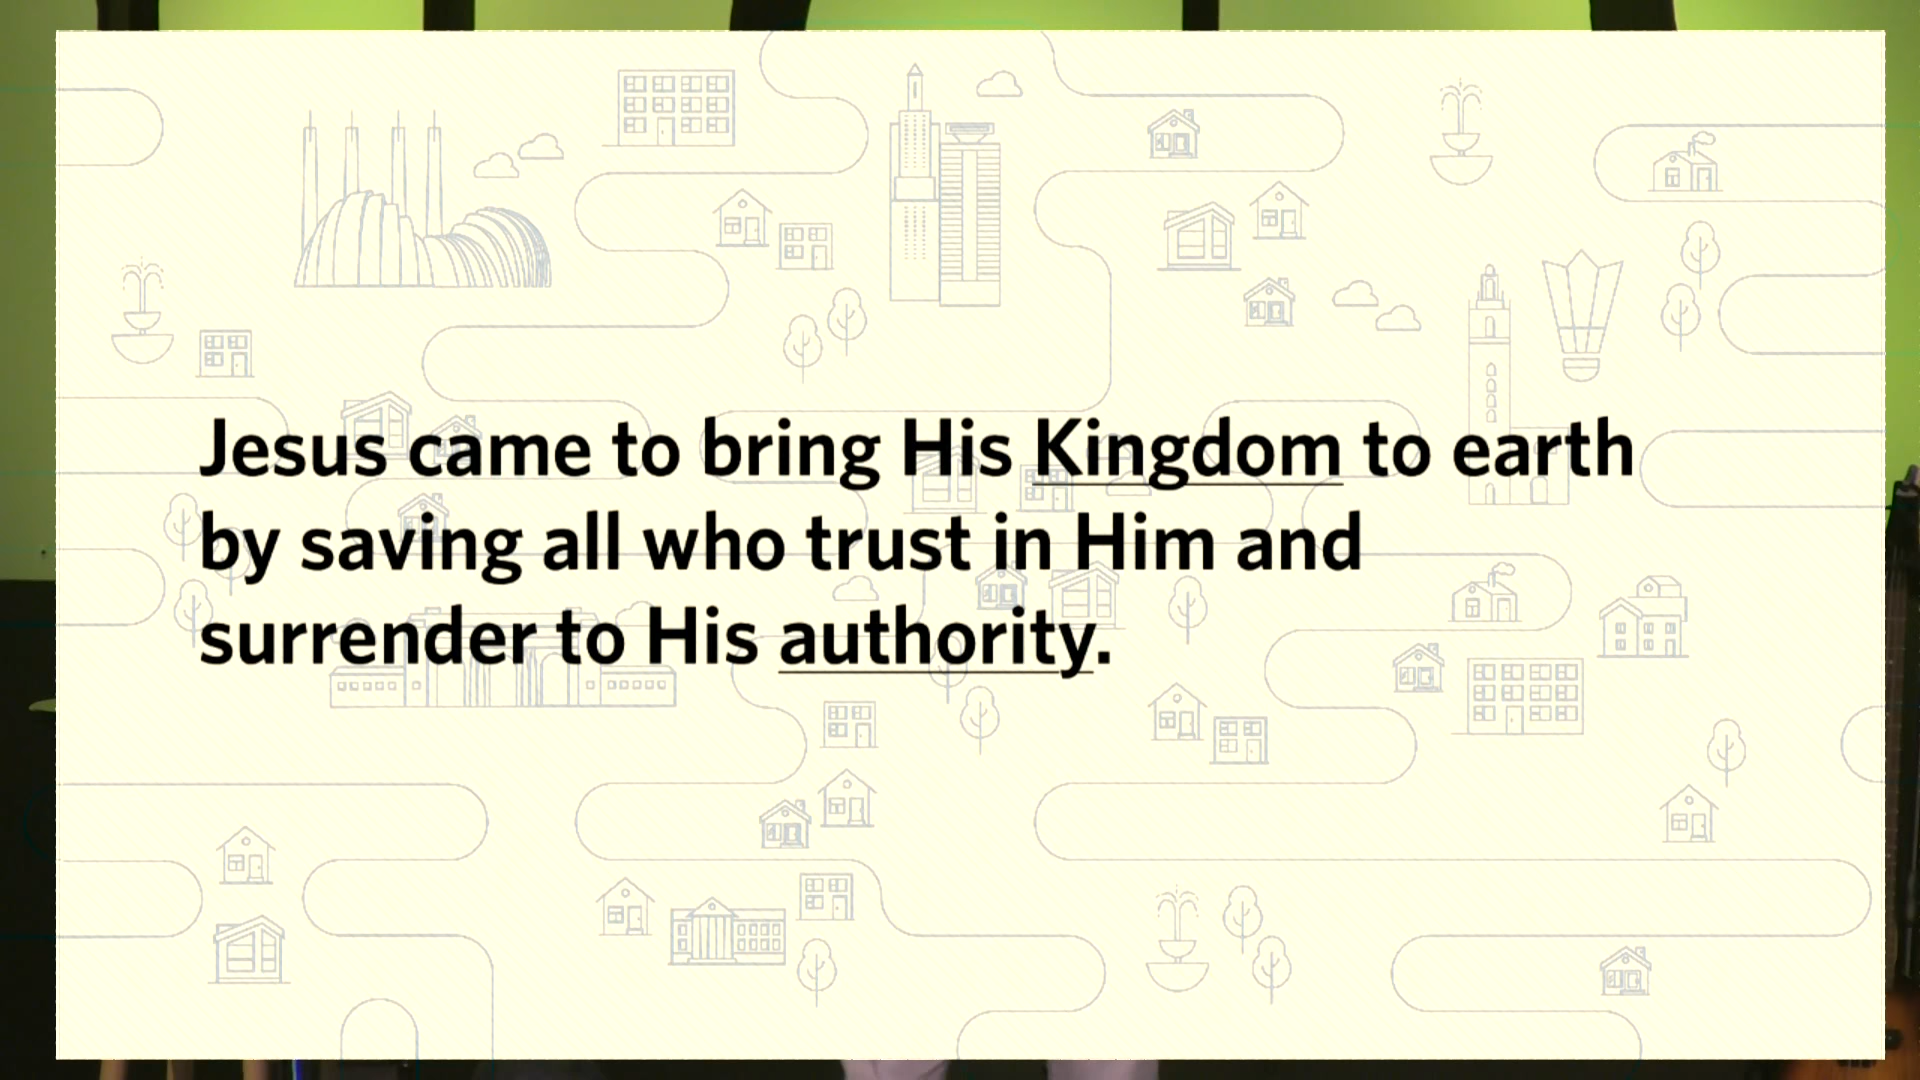 Jesus came to bring His Kingdom to earth
by saving all who trust in Him and
surrender to His authority.